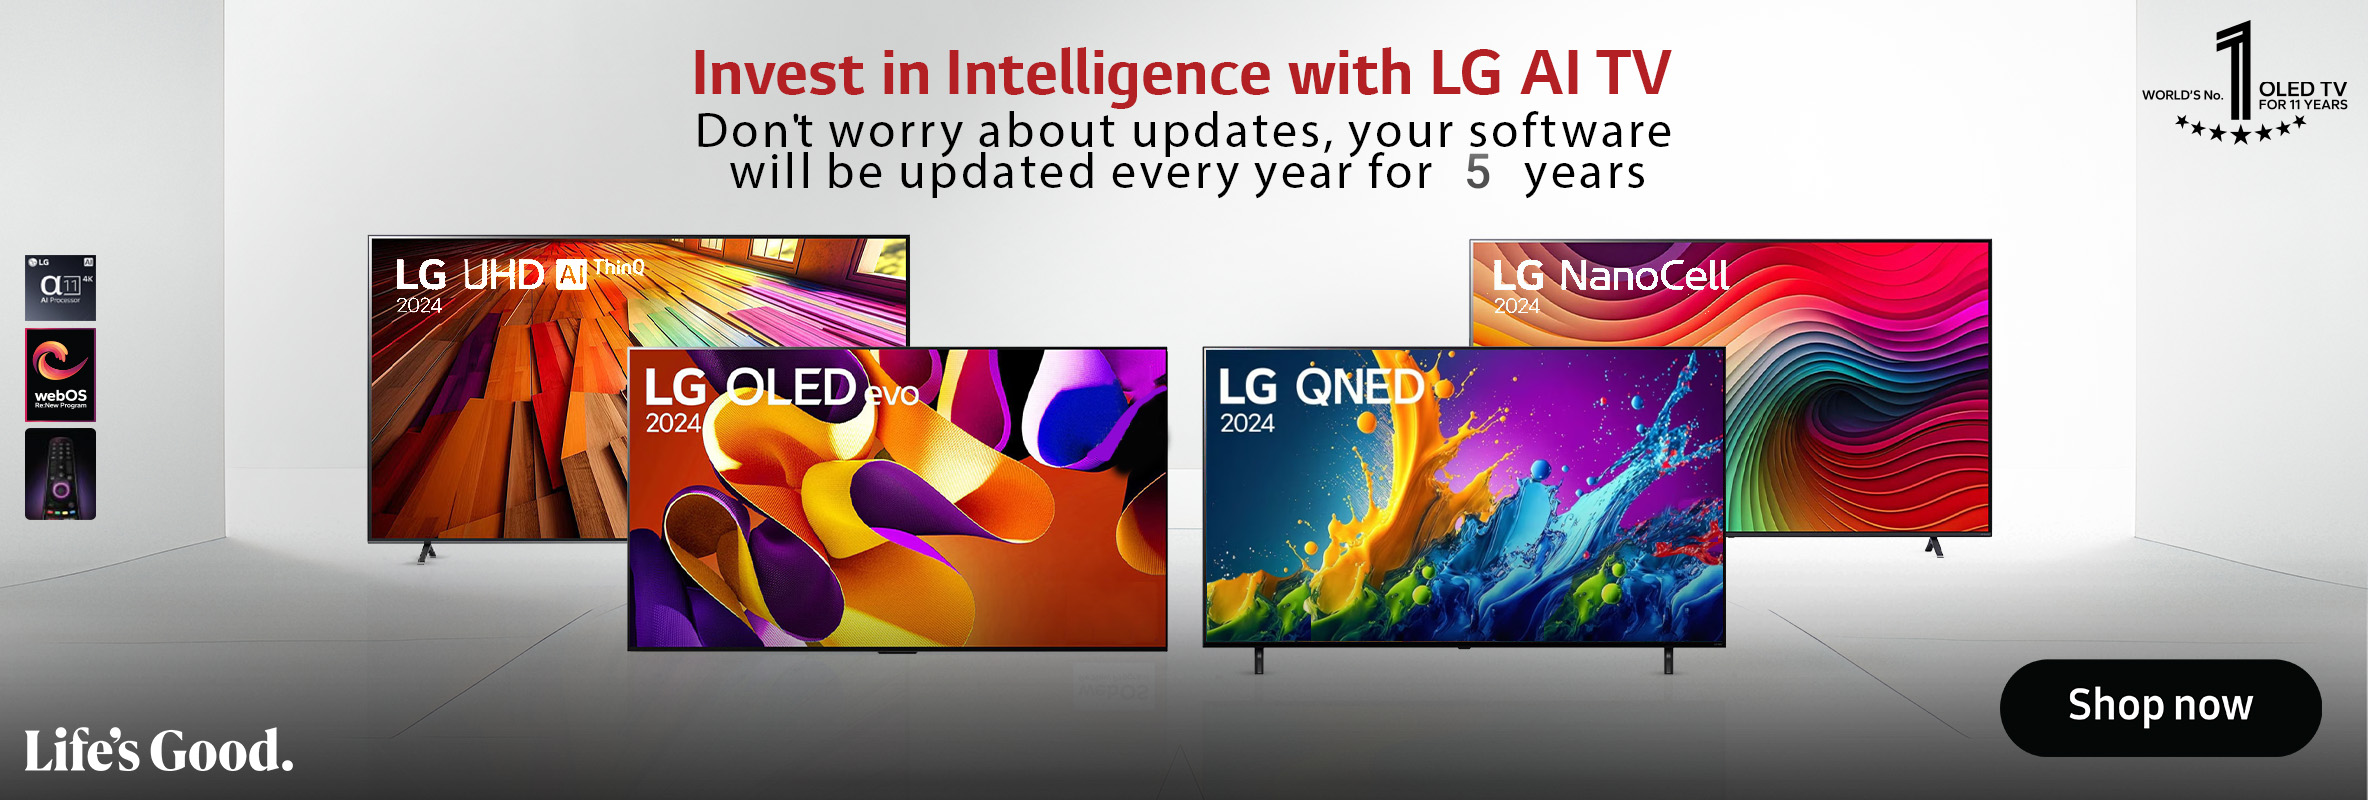 Invest in Intelligence with LG AI TV
Don't worry about updates, your software
will be updated every year for 5 years
WORLD'S No. 1 OLED TV
FOR 11 YEARS
LG AI
α11 4K
AI Processor
webOS
Re:New Program
LG UHD AI ThinQ
2024
LG OLED evo
2024
LG QNED
2024
LG NanoCell
2024
Life's Good.
Shop now